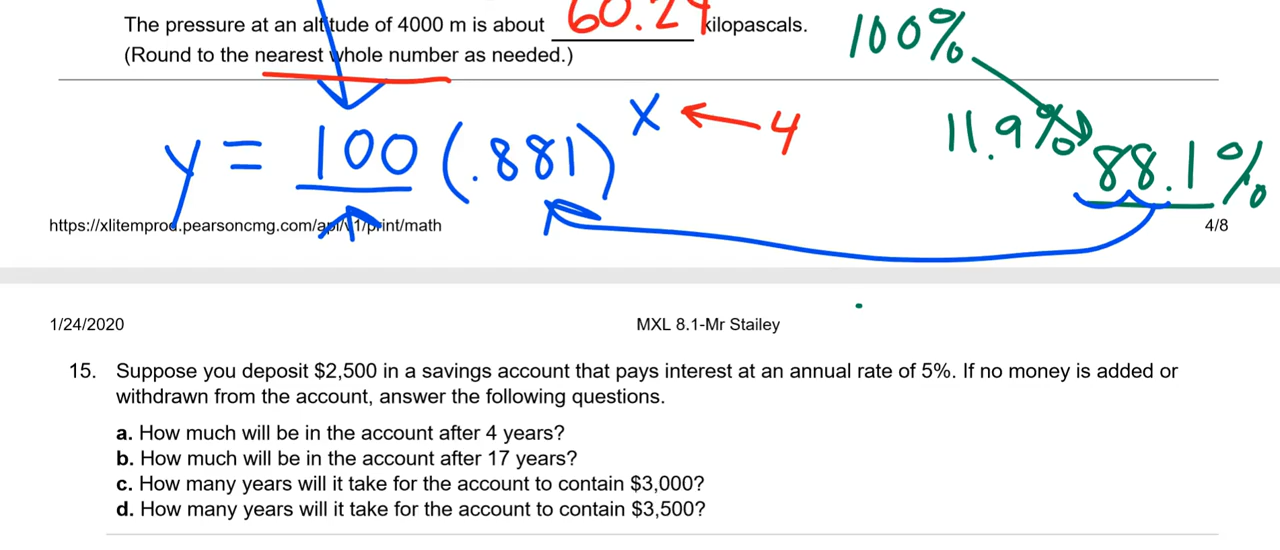 The pressure at an altitude of 4000 m is about 60.24 kilopascals.
(Round to the nearest whole number as needed.)
100%
11.9%
88.1%
y = 100 (.881)^x ← 4
https://xlitemprod.pearsoncmg.com/api/v1/print/math
4/8
1/24/2020
MXL 8.1-Mr Stailey
15. Suppose you deposit $2,500 in a savings account that pays interest at an annual rate of 5%. If no money is added or
withdrawn from the account, answer the following questions.
a. How much will be in the account after 4 years?
b. How much will be in the account after 17 years?
c. How many years will it take for the account to contain $3,000?
d. How many years will it take for the account to contain $3,500?